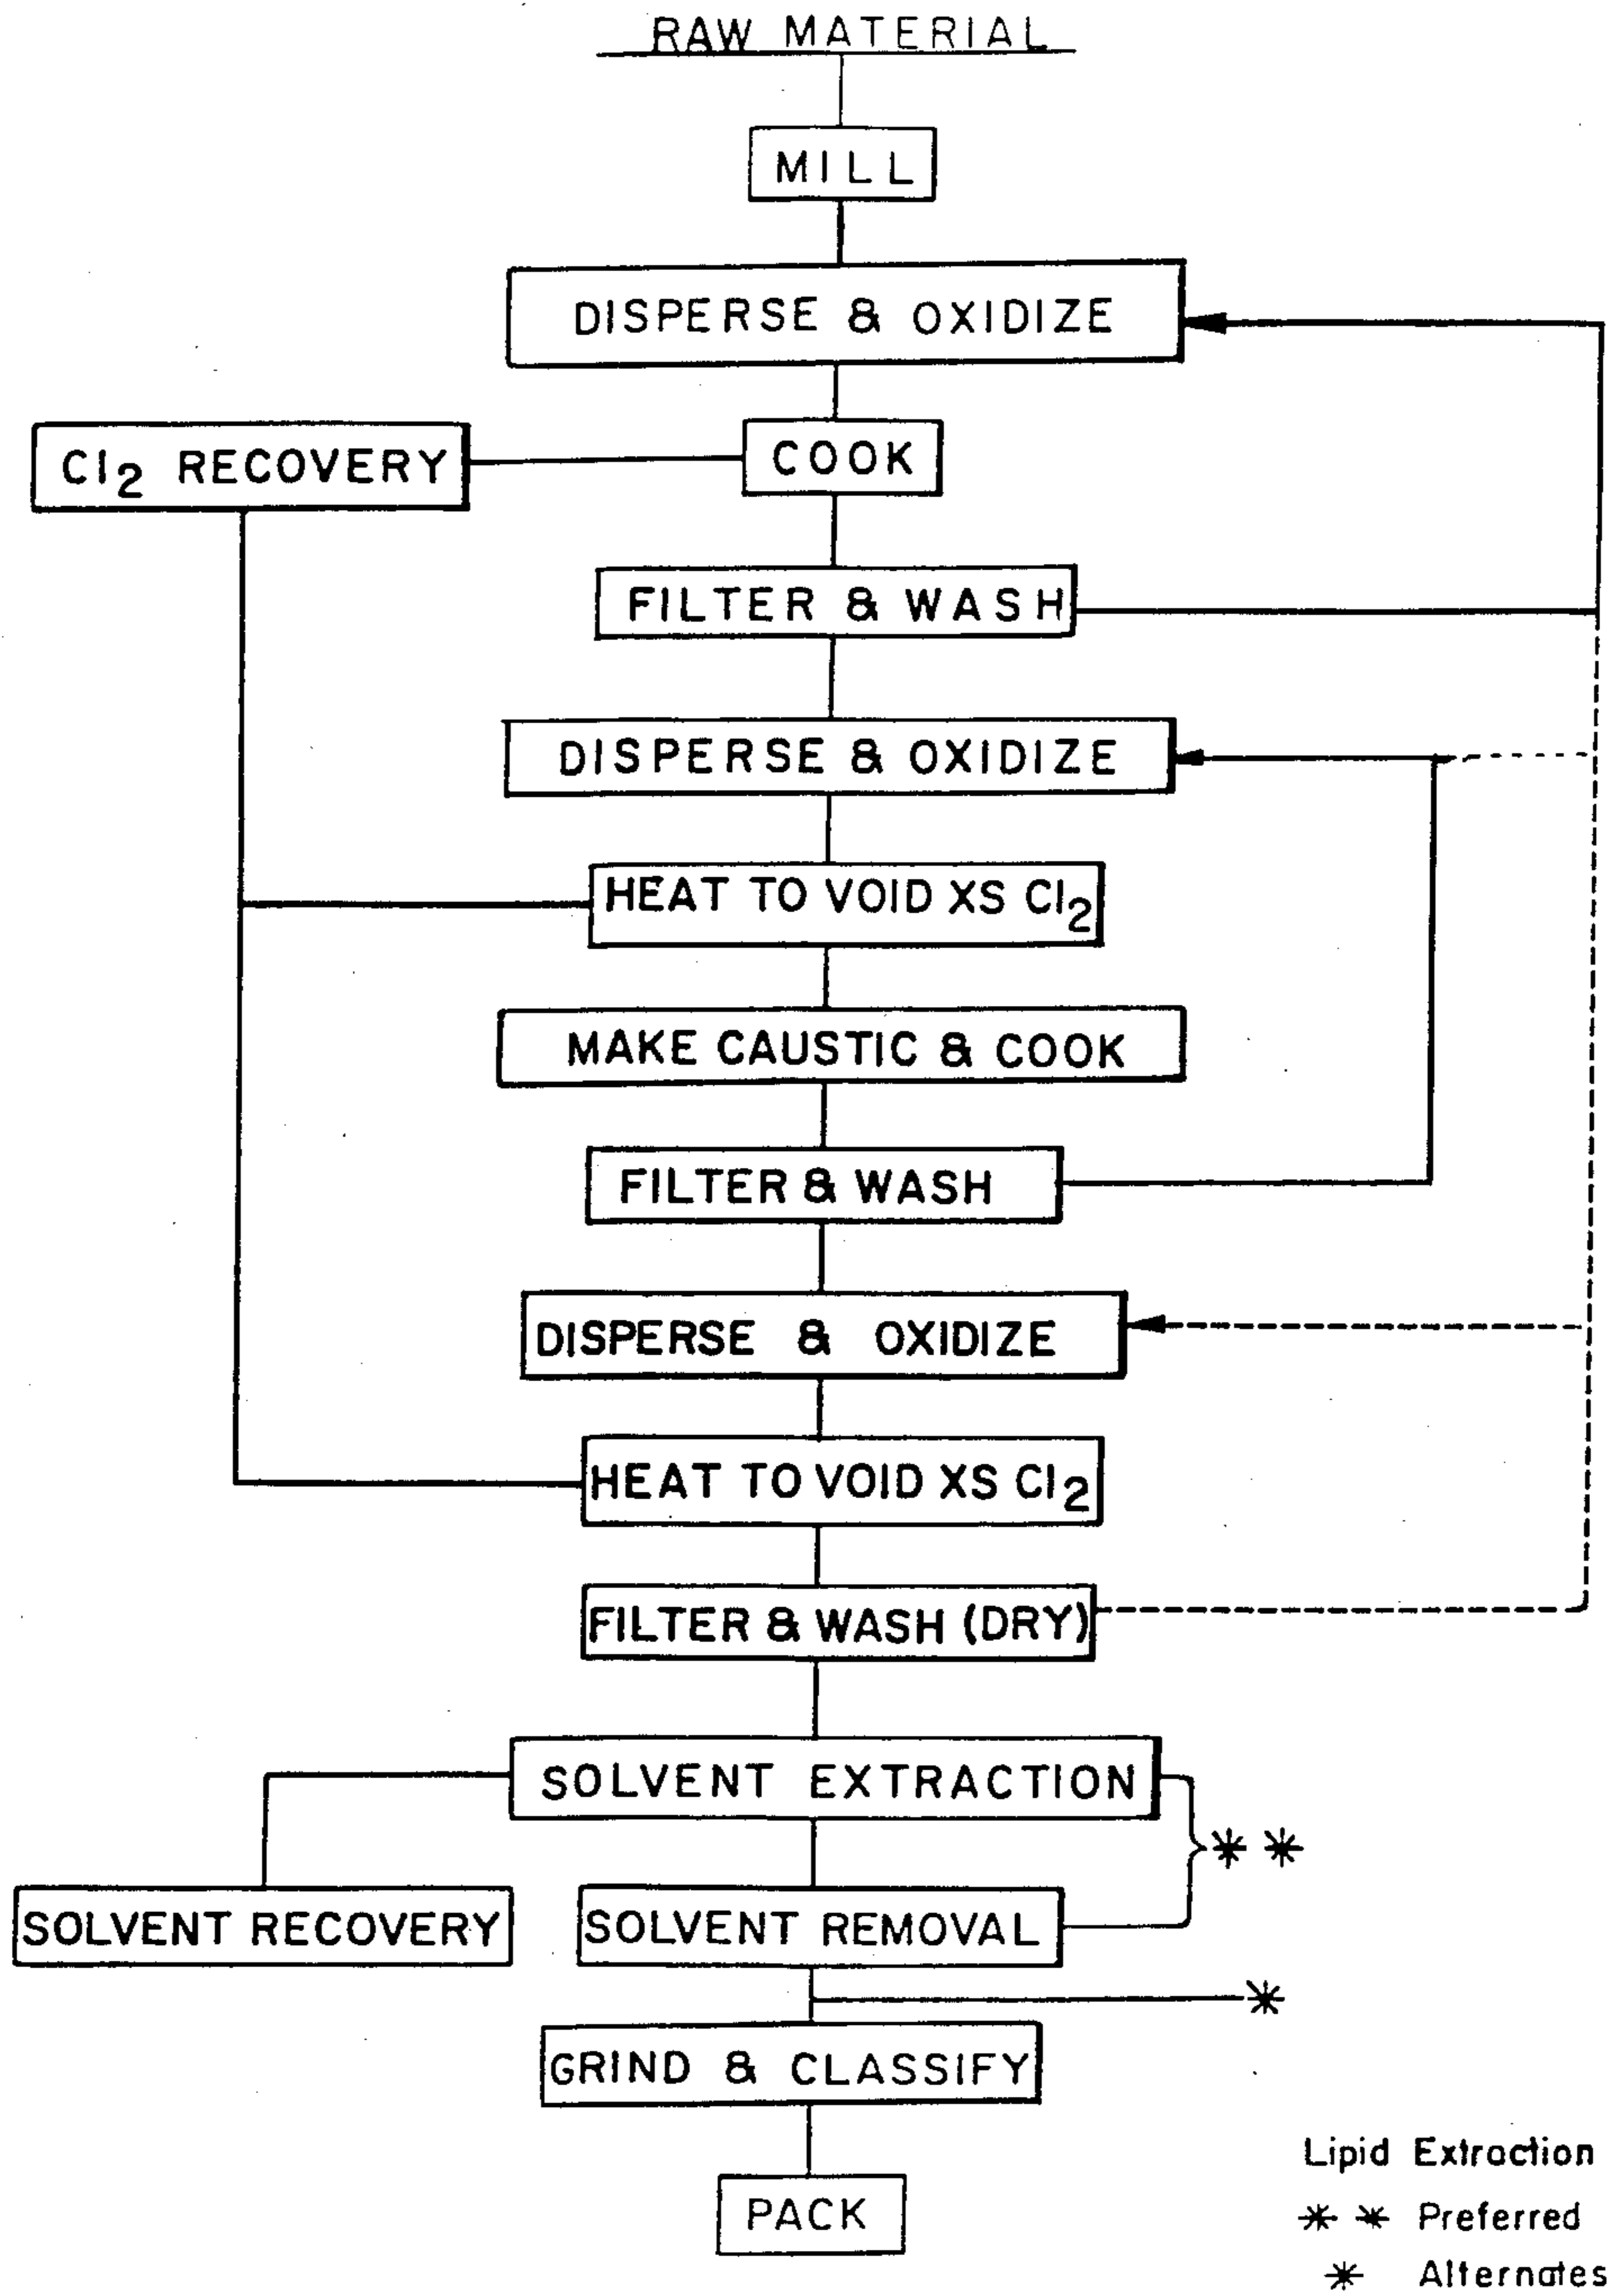 RAW MATERIAL
MILL
DISPERSE & OXIDIZE
Cl₂ RECOVERY
COOK
FILTER & WASH
DISPERSE & OXIDIZE
HEAT TO VOID XS Cl₂
MAKE CAUSTIC & COOK
FILTER & WASH
DISPERSE & OXIDIZE
HEAT TO VOID XS Cl₂
FILTER & WASH (DRY)
SOLVENT EXTRACTION
* *
SOLVENT RECOVERY
SOLVENT REMOVAL
*
GRIND & CLASSIFY
PACK
Lipid Extraction
* * Preferred
* Alternates